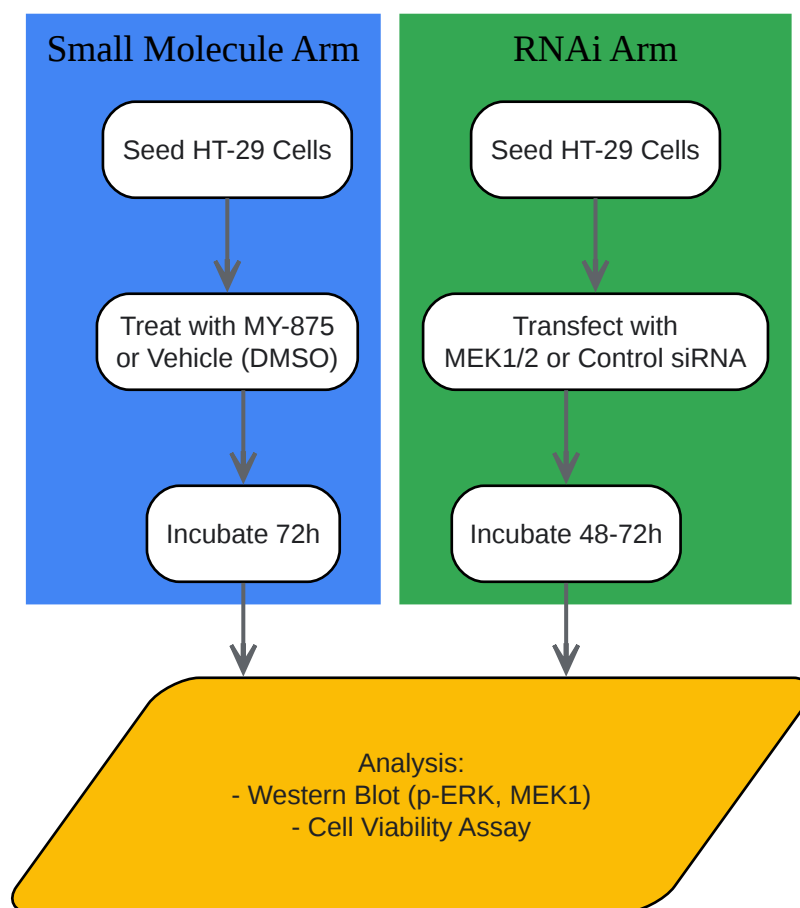 Small Molecule Arm
Seed HT-29 Cells
Treat with MY-875
or Vehicle (DMSO)
Incubate 72h
RNAi Arm
Seed HT-29 Cells
Transfect with
MEK1/2 or Control siRNA
Incubate 48-72h
Analysis:
- Western Blot (p-ERK, MEK1)
- Cell Viability Assay